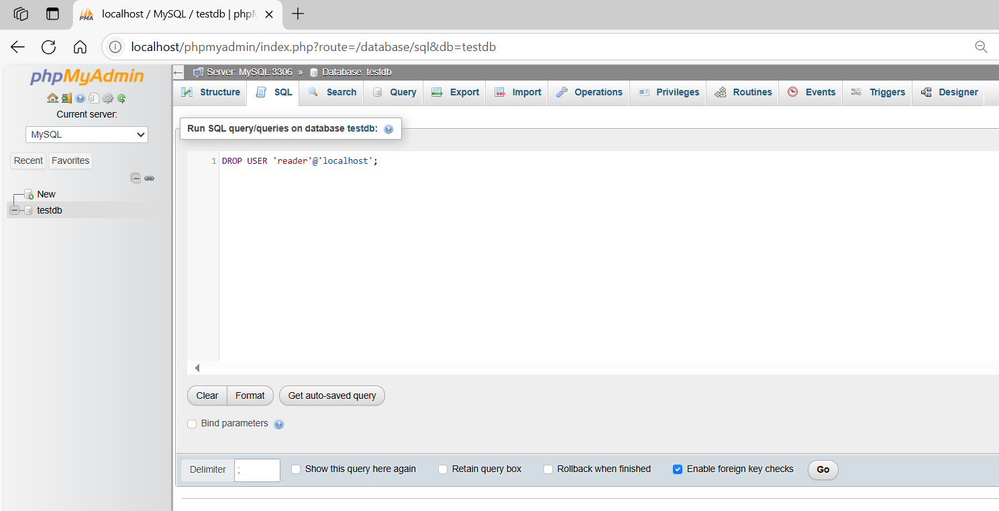 localhost / MySQL / testdb | php
localhost/phpmyadmin/index.php?route=/database/sql&db=testdb
phpMyAdmin
Current server:
MySQL
Recent Favorites
New
testdb
Server: MySQL:3306 » Database: testdb
Structure SQL Search Query Export Import Operations Privileges Routines Events Triggers Designer
Run SQL query/queries on database testdb:
1 DROP USER 'reader'@'localhost';
Clear Format Get auto-saved query
Bind parameters
Delimiter ; Show this query here again Retain query box Rollback when finished Enable foreign key checks Go